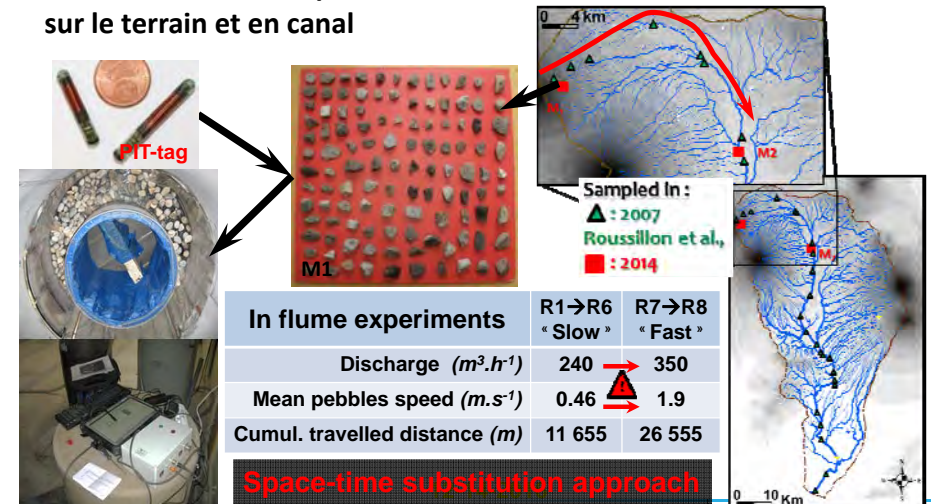 sur le terrain et en canal
PIT-tag
M1
0 4 km
M2
Sampled In :
: 2007
Roussillon et al.,
: 2014
In flume experiments
R1→R6
« Slow »
R7→R8
« Fast »
Discharge (m³.h⁻¹) 240 350
Mean pebbles speed (m.s⁻¹) 0.46 1.9
Cumul. travelled distance (m) 11 655 26 555
Space-time substitution approach
0 10 Km